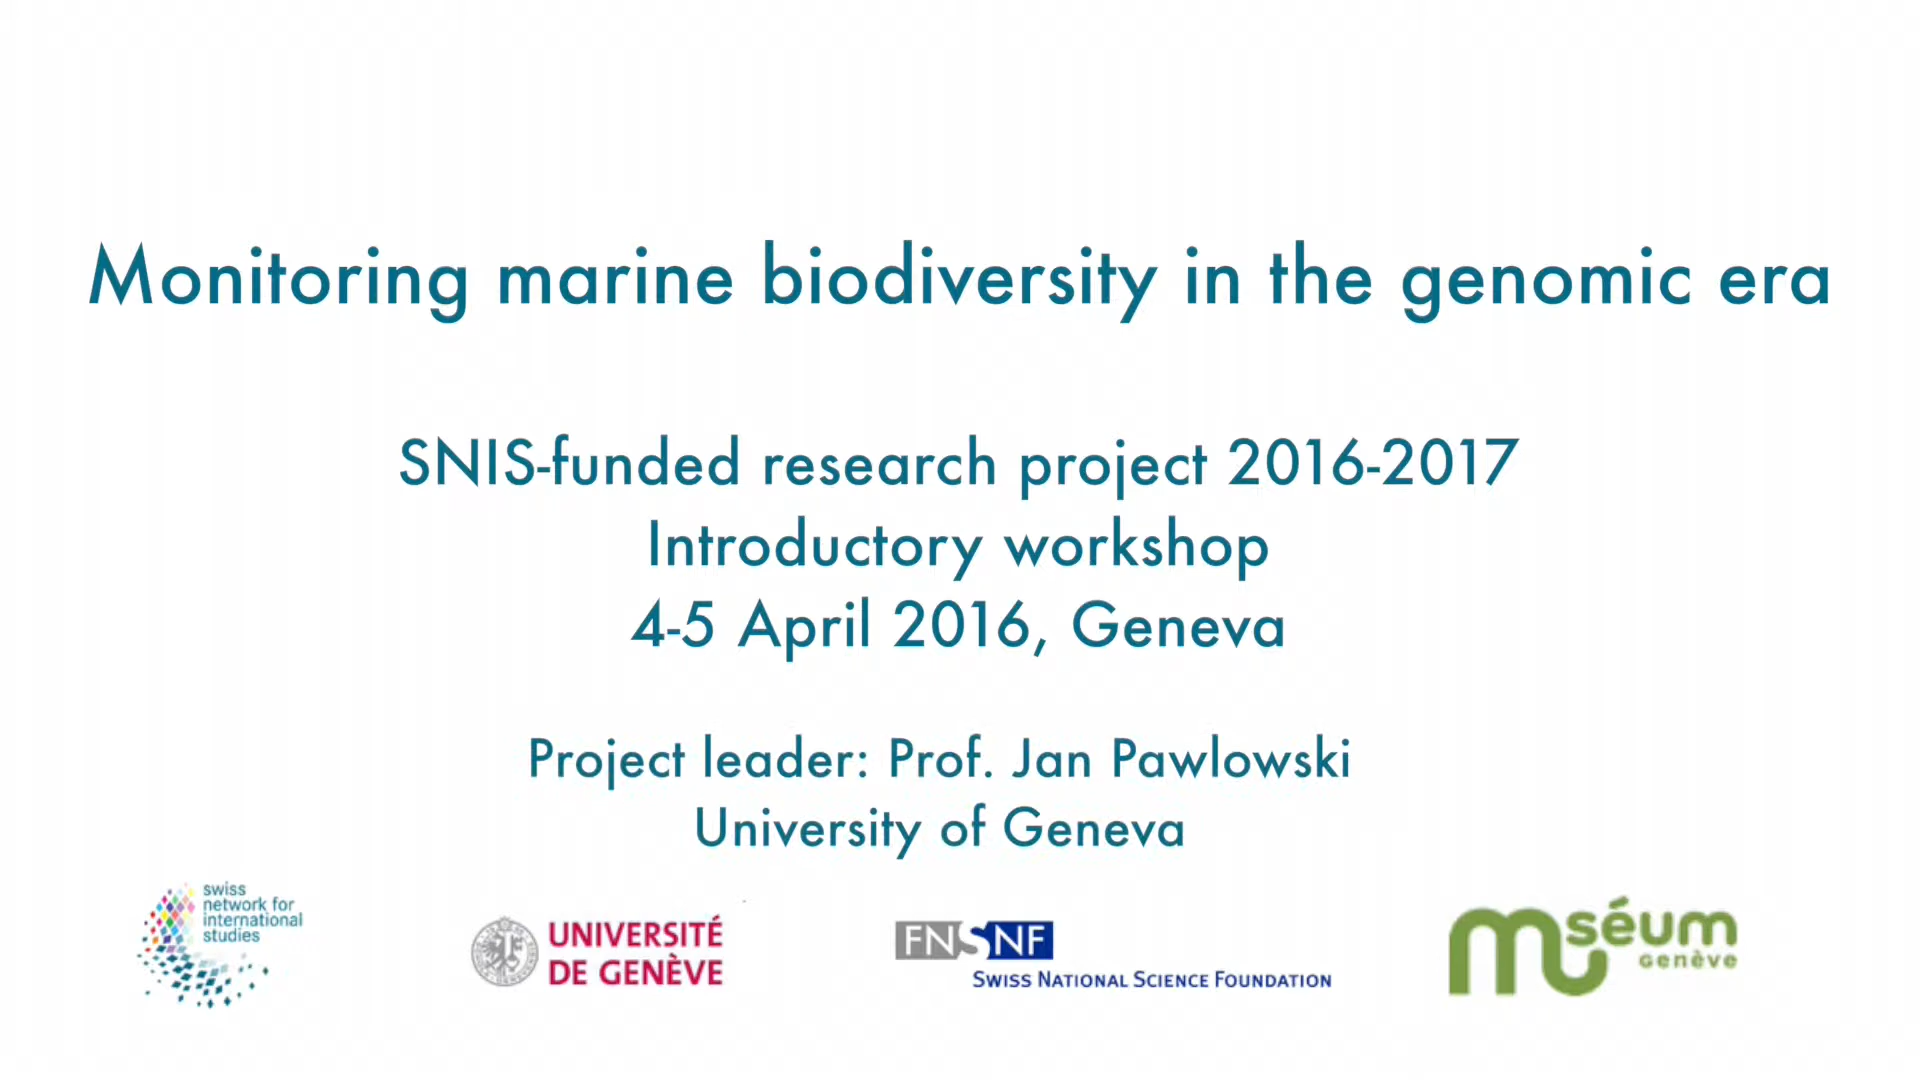 Monitoring marine biodiversity in the genomic era
SNIS-funded research project 2016-2017
Introductory workshop
4-5 April 2016, Geneva
Project leader: Prof. Jan Pawlowski
University of Geneva
swiss
network for
international
studies
UNIVERSITÉ
DE GENÈVE
FNSNF
SWISS NATIONAL SCIENCE FOUNDATION
muséum
genève